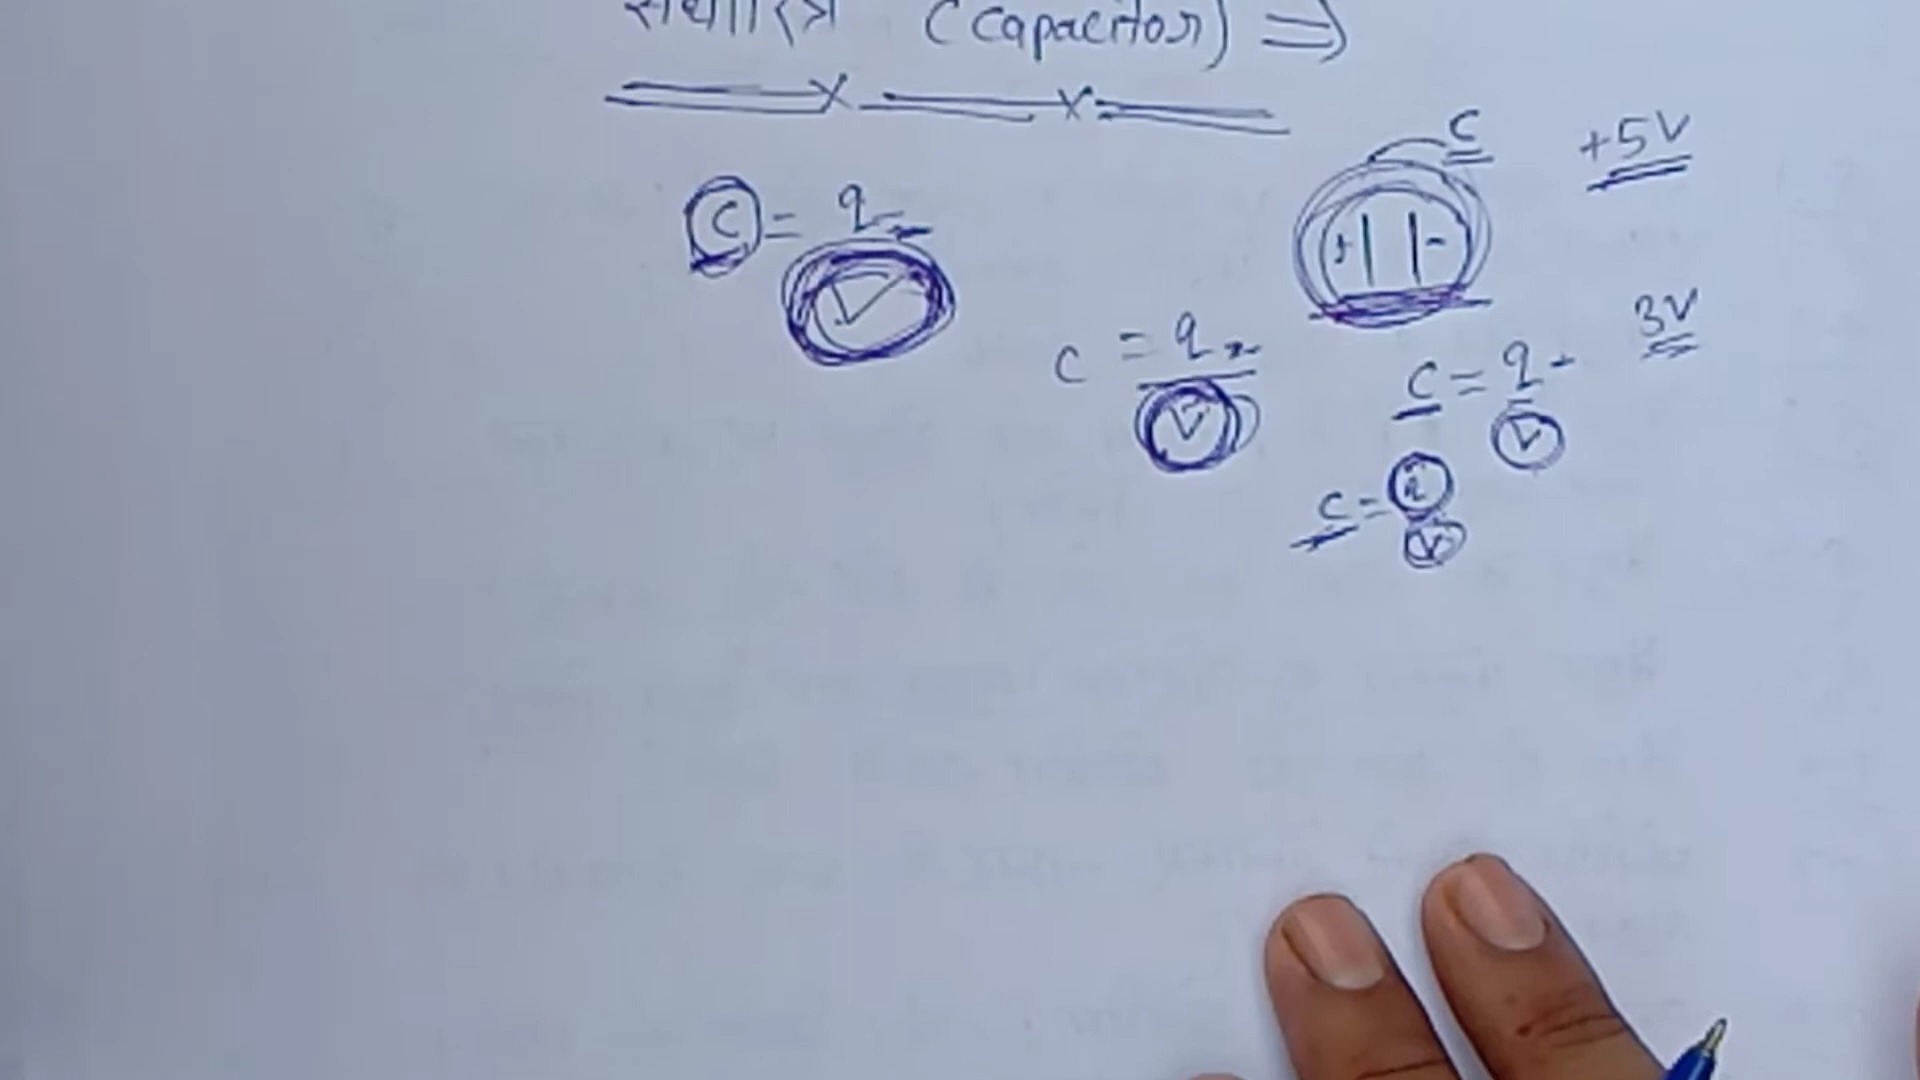 संधारित्र (Capacitor) ⇒
C = q/V
C
+5V
+ | | -
C = q/V
C = q/V
3V
C = q/V